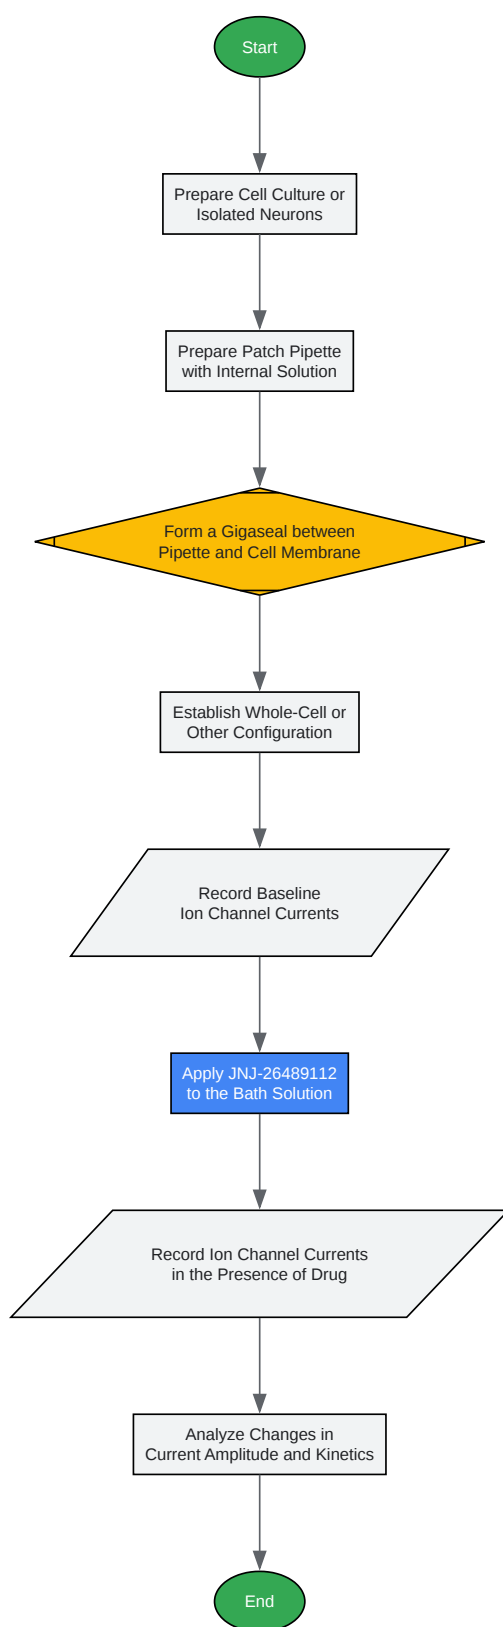 Start
Prepare Cell Culture or
Isolated Neurons
Prepare Patch Pipette
with Internal Solution
Form a Gigaseal between
Pipette and Cell Membrane
Establish Whole-Cell or
Other Configuration
Record Baseline
Ion Channel Currents
Apply JNJ-26489112
to the Bath Solution
Record Ion Channel Currents
in the Presence of Drug
Analyze Changes in
Current Amplitude and Kinetics
End